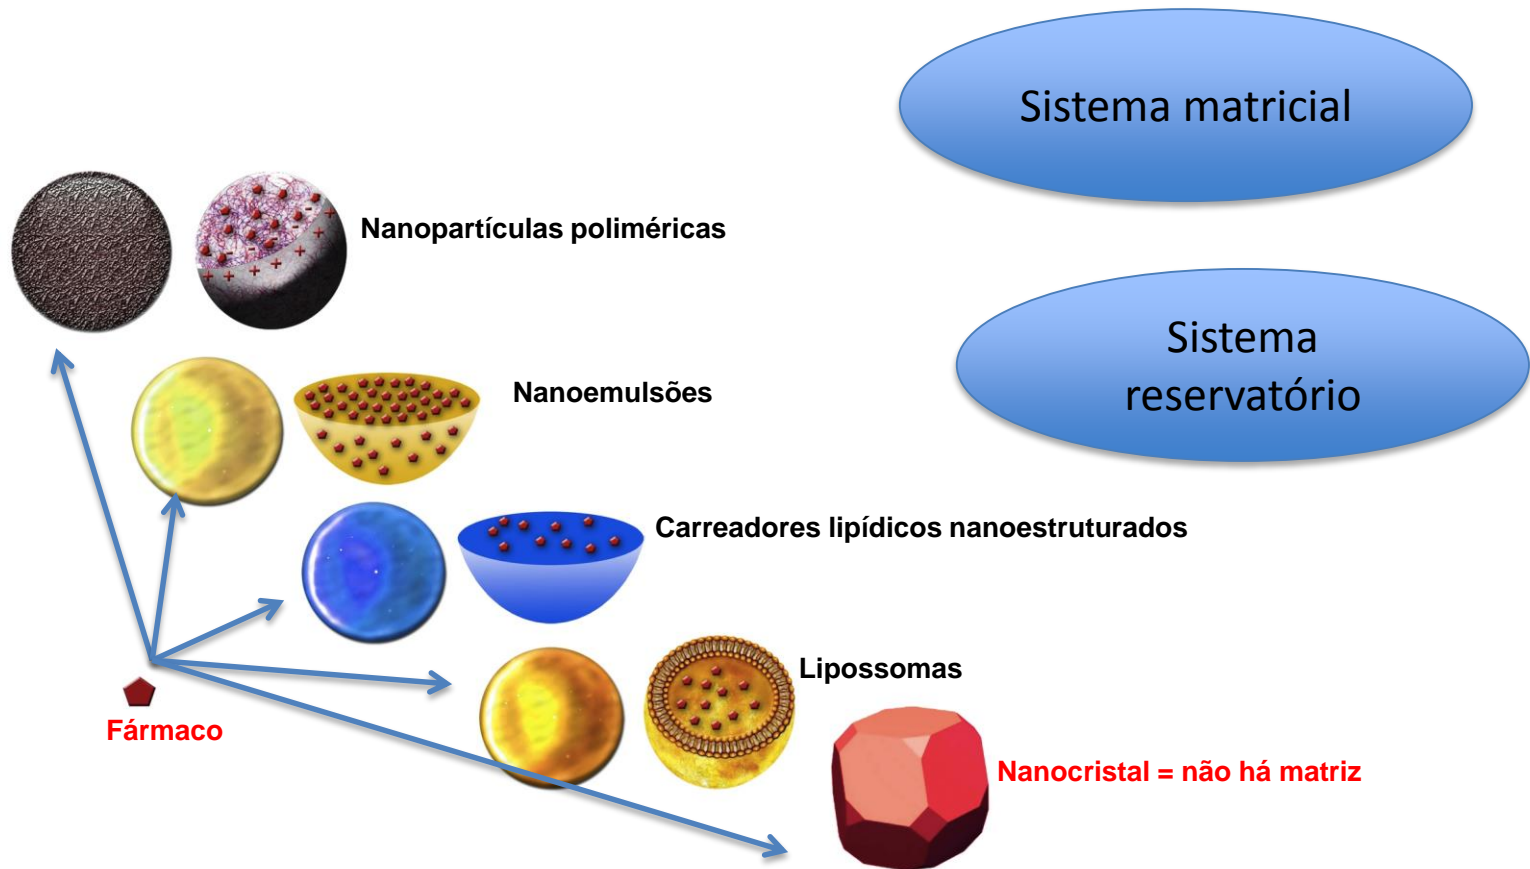 Sistema matricial
Nanopartículas poliméricas
Sistema
reservatório
Nanoemulsões
Carreadores lipídicos nanoestruturados
Lipossomas
Fármaco
Nanocristal = não há matriz